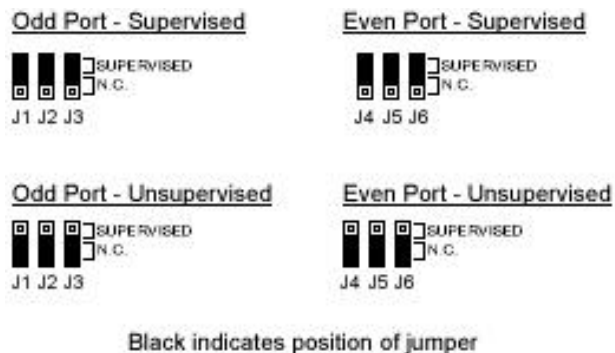 Odd Port - Supervised
SUPERVISED
N.C.
J1 J2 J3
Even Port - Supervised
SUPERVISED
N.C.
J4 J5 J6
Odd Port - Unsupervised
SUPERVISED
N.C.
J1 J2 J3
Even Port - Unsupervised
SUPERVISED
N.C.
J4 J5 J6
Black indicates position of jumper